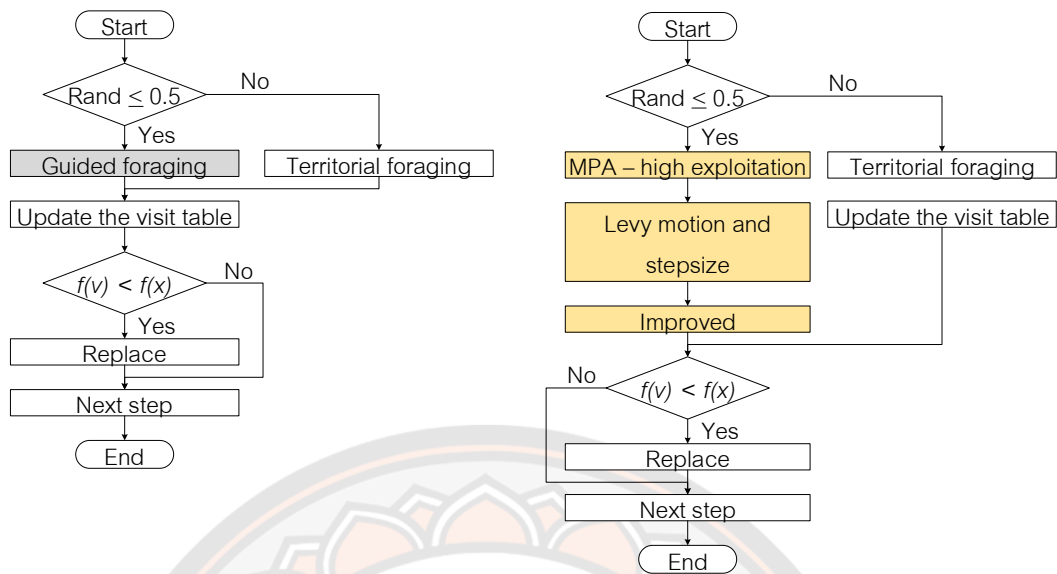 Start
Rand ≤ 0.5
No
Yes
Guided foraging
Territorial foraging
Update the visit table
f(v) < f(x)
No
Yes
Replace
Next step
End
Start
Rand ≤ 0.5
No
Yes
MPA – high exploitation
Territorial foraging
Levy motion and
stepsize
Update the visit table
Improved
No
f(v) < f(x)
Yes
Replace
Next step
End